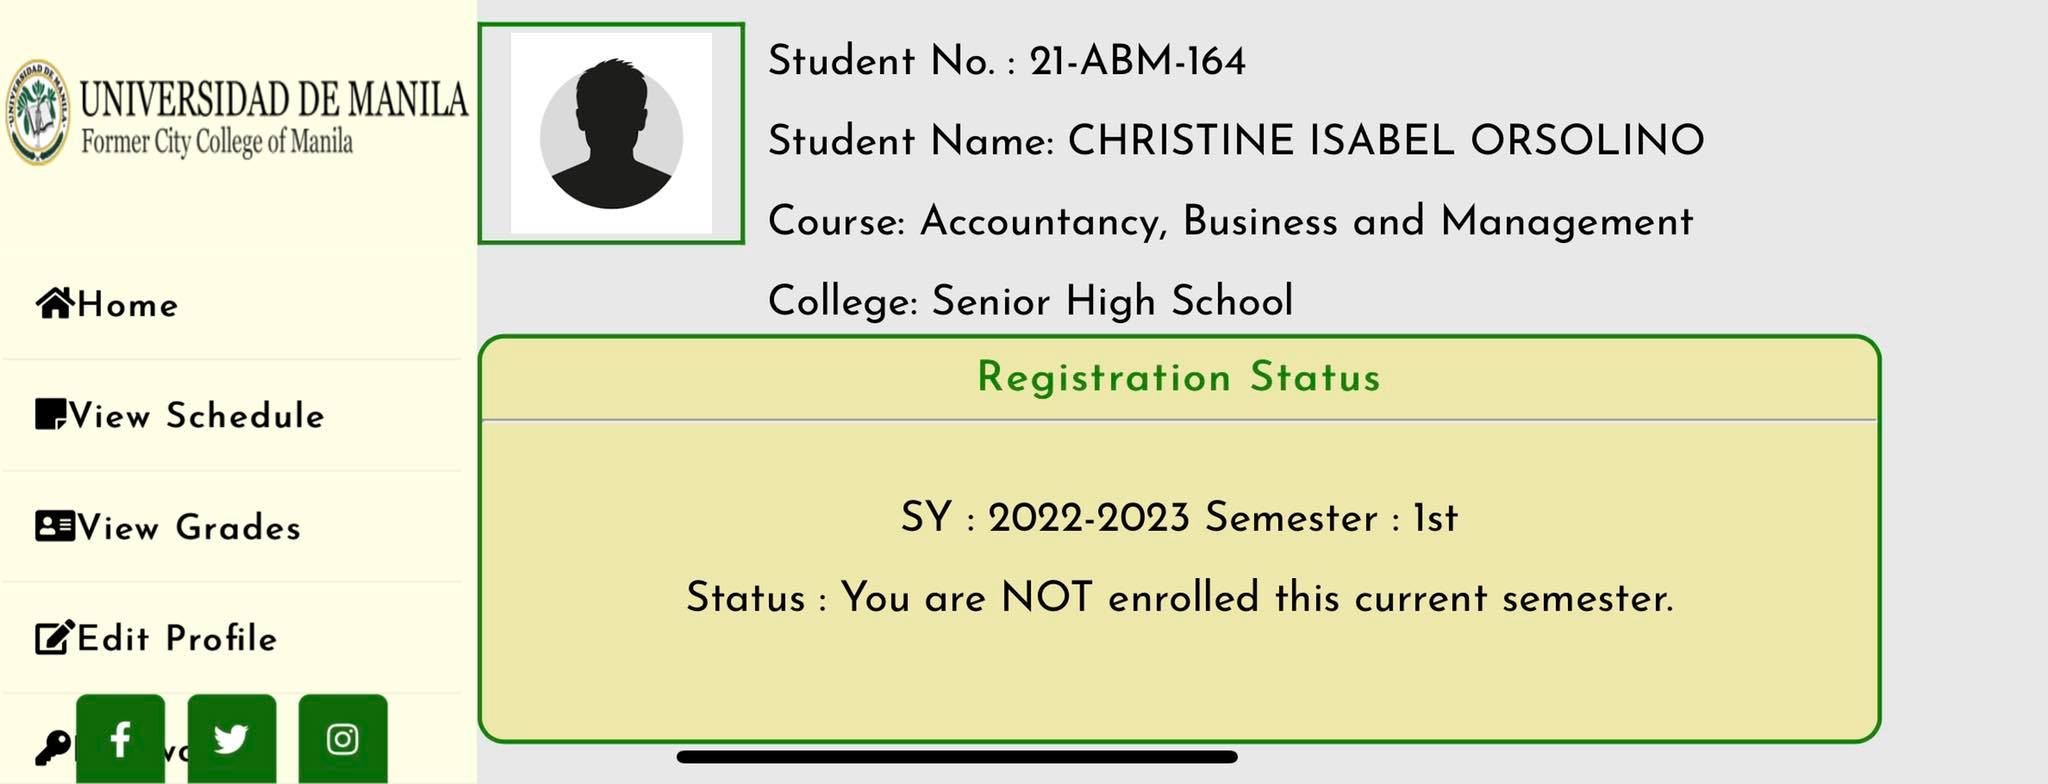 UNIVERSIDAD DE MANILA
Former City College of Manila
Home
View Schedule
View Grades
Edit Profile
Student No. : 21-ABM-164
Student Name: CHRISTINE ISABEL ORSOLINO
Course: Accountancy, Business and Management
College: Senior High School
Registration Status
SY : 2022-2023 Semester : 1st
Status : You are NOT enrolled this current semester.